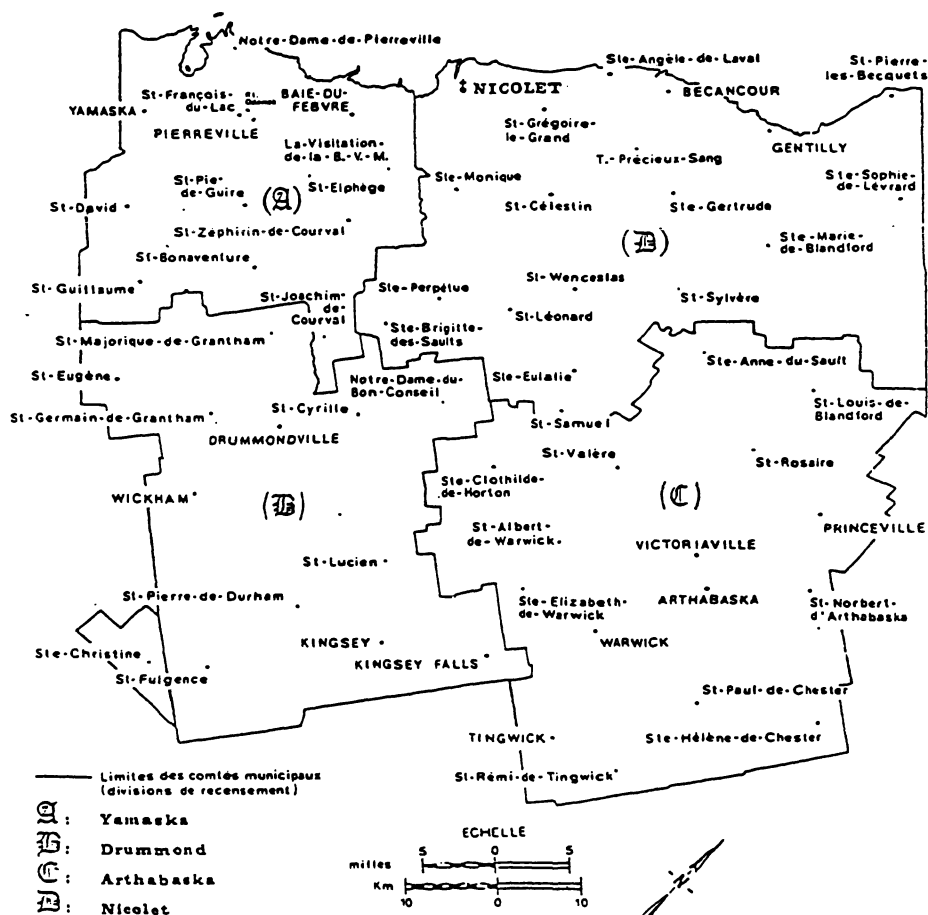 Notre-Dame-de-Pierreville
Ste-Angèle-de-Laval
St-Pierre-
les-Becquets
NICOLET
BÉCANCOUR
St-François-
du-Lac
BAIE-DU-
FEBVRE
YAMASKA
PIERREVILLE
St-Grégoire-
le-Grand
GENTILLY
La-Visitation-
de-la-B.-V.-M.
T.-Précieux-Sang
Ste-Monique
Ste-Sophie-
de-Lévrard
St-Pie-
de-Guire
(A)
St-Elphège
St-David
St-Célestin
Ste-Gertrude
St-Zéphirin-de-Courval
(D)
Ste-Marie-
de-Blandford
St-Bonaventure
St-Guillaume
St-Joachim-
de-
Courval
Ste-Perpétue
St-Wenceslas
St-Sylvère
St-Léonard
St-Majorique-de-Grantham
Ste-Brigitte-
des-Saults
Ste-Anne-du-Sault
St-Eugène
Notre-Dame-du-
Bon-Conseil
Ste-Eulalie
St-Louis-de-
Blandford
St-Germain-de-Grantham
St-Cyrille
St-Samuel
DRUMMONDVILLE
St-Valère
St-Rosaire
Ste-Clothilde-
de-Horton
WICKHAM
(B)
(C)
St-Albert-
de-Warwick
PRINCEVILLE
VICTORIAVILLE
St-Lucien
St-Pierre-de-Durham
Ste-Elizabeth-
de-Warwick
ARTHABASKA
St-Norbert-
d'Arthabaska
KINGSEY
WARWICK
Ste-Christine
KINGSEY FALLS
St-Fulgence
St-Paul-de-Chester
TINGWICK
Ste-Hélène-de-Chester
St-Rémi-de-Tingwick
Limites des comtés municipaux
(divisions de recensement)
A: Yamaska
B: Drummond
C: Arthabaska
D: Nicolet
ECHELLE
5 0 5
milles
Km
10 0 10
N